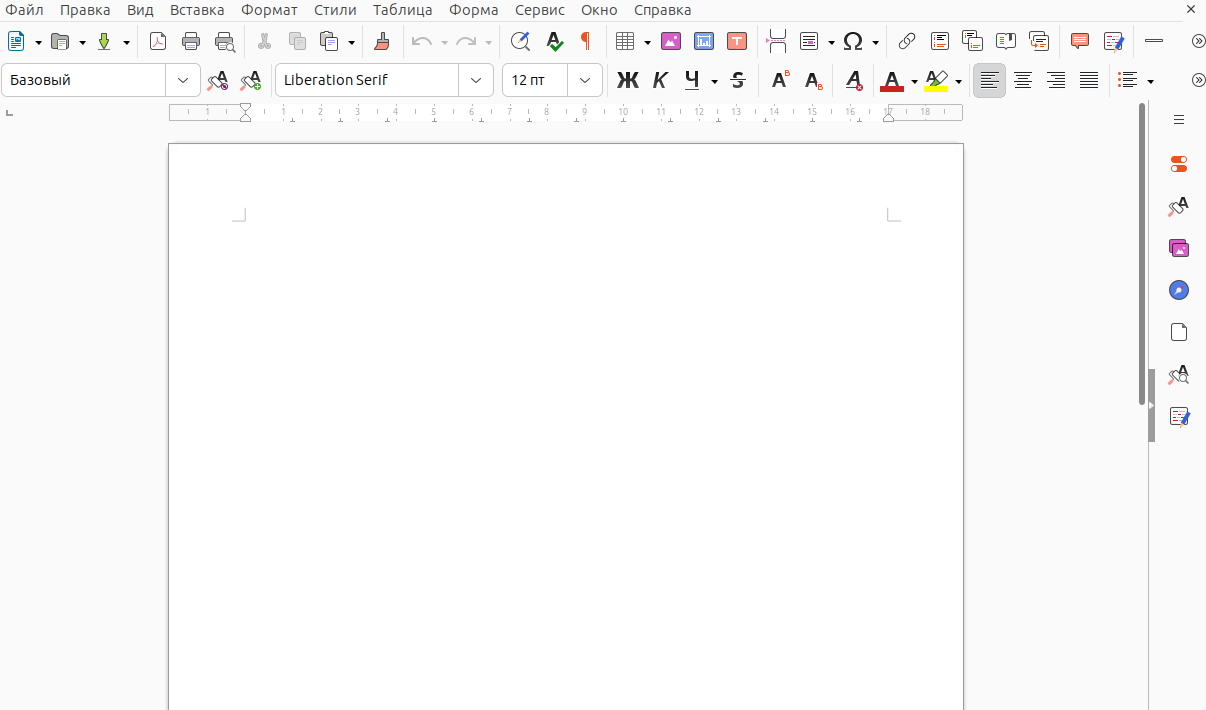 Файл Правка Вид Вставка Формат Стили Таблица Форма Сервис Окно Справка
Базовый Liberation Serif 12 пт Ж К Ч S
1 1 2 3 4 5 6 7 8 9 10 11 12 13 14 15 16 17 18